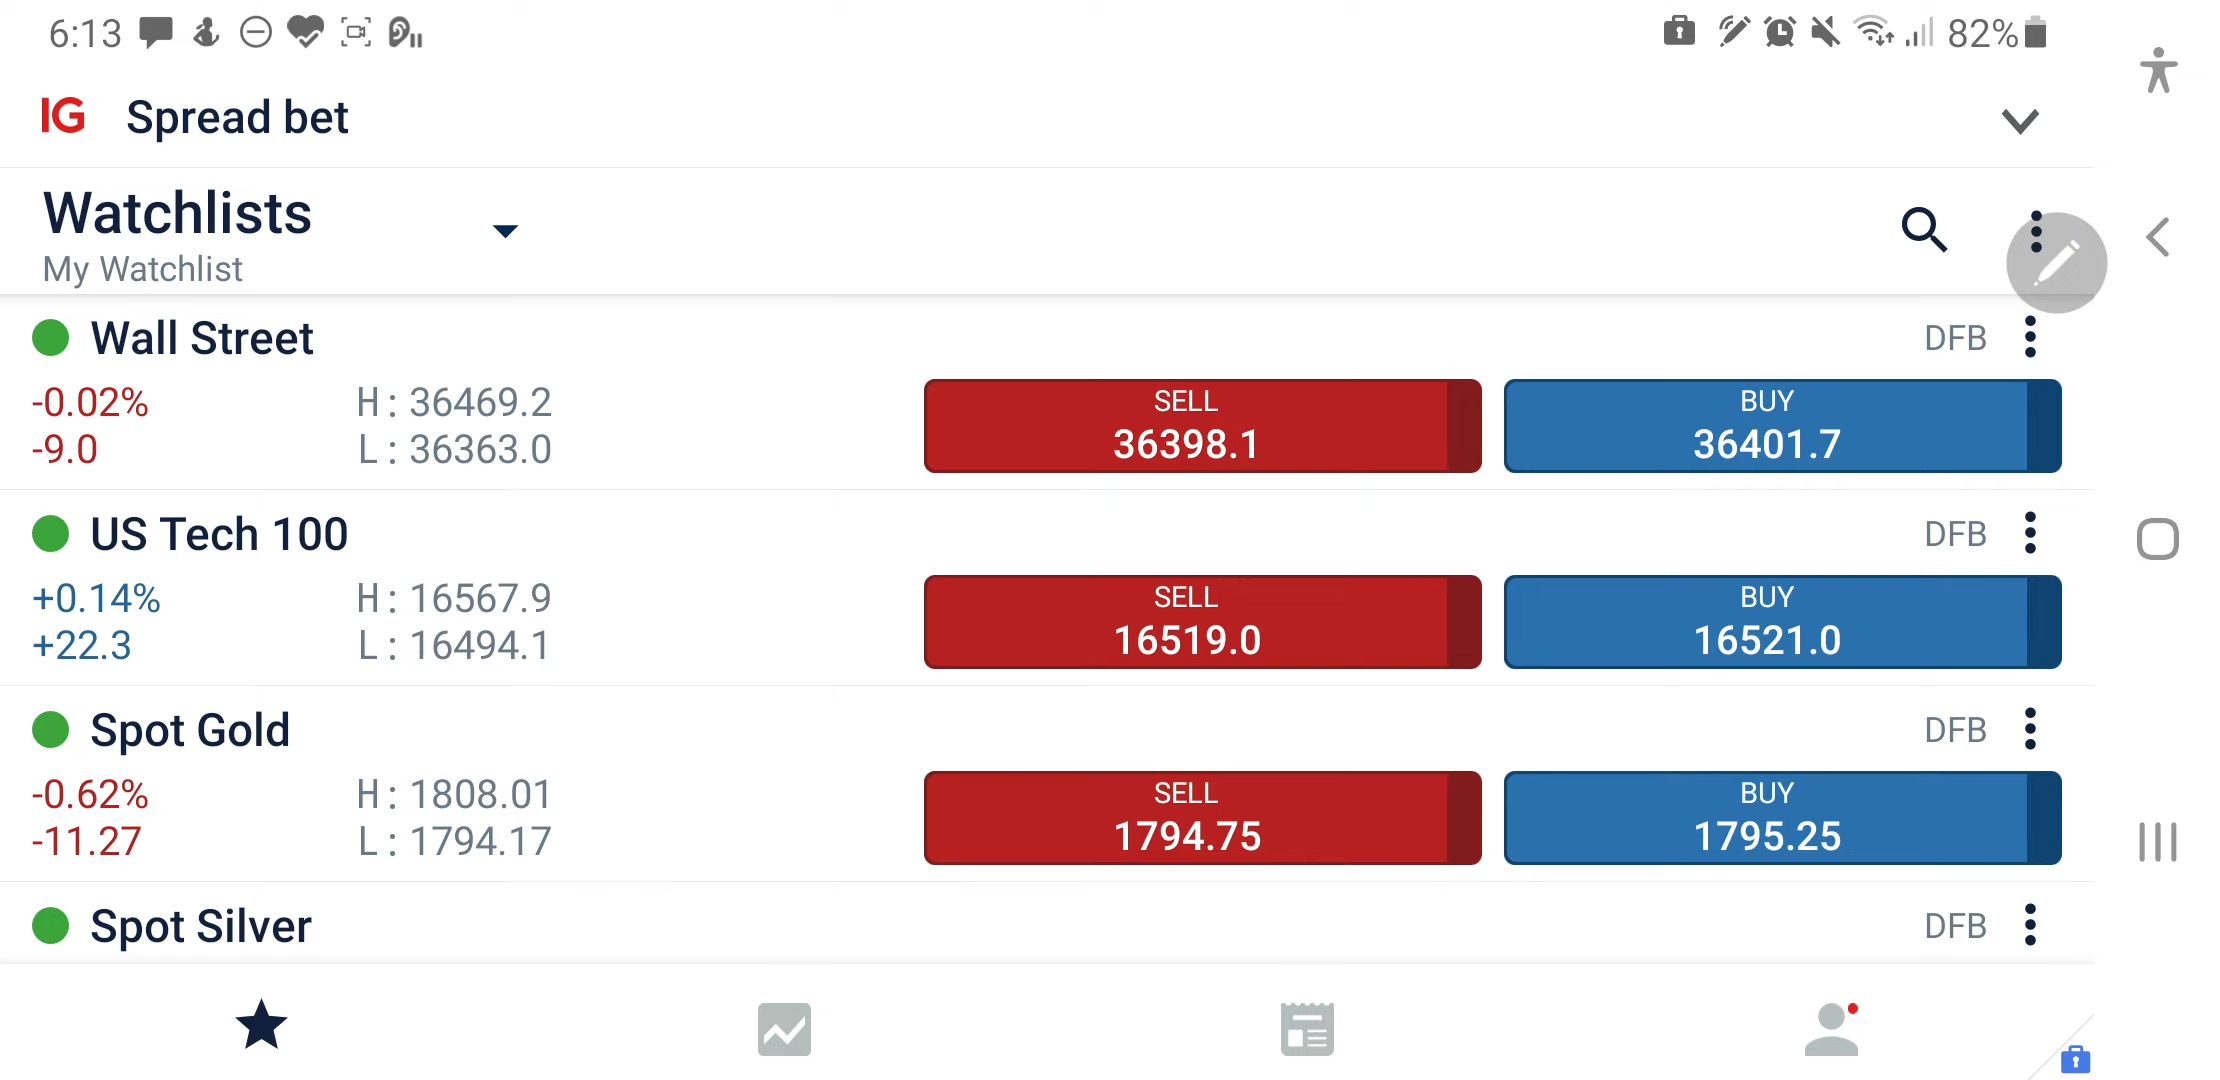 6:13
82%
IG Spread bet
Watchlists
My Watchlist
Wall Street DFB
-0.02% H: 36469.2 SELL BUY
-9.0 L: 36363.0 36398.1 36401.7
US Tech 100 DFB
+0.14% H: 16567.9 SELL BUY
+22.3 L: 16494.1 16519.0 16521.0
Spot Gold DFB
-0.62% H: 1808.01 SELL BUY
-11.27 L: 1794.17 1794.75 1795.25
Spot Silver DFB